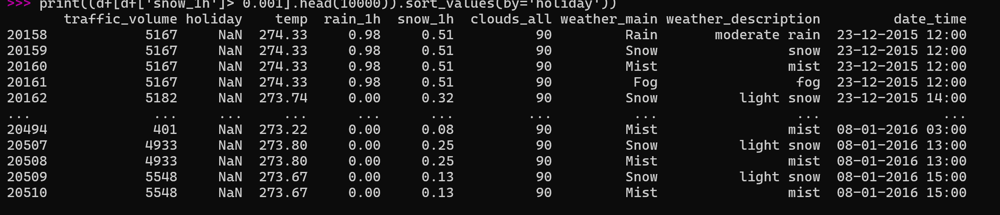 >>> print((df[df['snow_1h']> 0.001].head(10000)).sort_values(by='holiday'))
traffic_volume holiday temp rain_1h snow_1h clouds_all weather_main weather_description date_time
20158 5167 NaN 274.33 0.98 0.51 90 Rain moderate rain 23-12-2015 12:00
20159 5167 NaN 274.33 0.98 0.51 90 Snow snow 23-12-2015 12:00
20160 5167 NaN 274.33 0.98 0.51 90 Mist mist 23-12-2015 12:00
20161 5167 NaN 274.33 0.98 0.51 90 Fog fog 23-12-2015 12:00
20162 5182 NaN 273.74 0.00 0.32 90 Snow light snow 23-12-2015 14:00
... ... ... ... ... ... ... ... ... ...
20494 401 NaN 273.22 0.00 0.08 90 Mist mist 08-01-2016 03:00
20507 4933 NaN 273.80 0.00 0.25 90 Snow light snow 08-01-2016 13:00
20508 4933 NaN 273.80 0.00 0.25 90 Mist mist 08-01-2016 13:00
20509 5548 NaN 273.67 0.00 0.13 90 Snow light snow 08-01-2016 15:00
20510 5548 NaN 273.67 0.00 0.13 90 Mist mist 08-01-2016 15:00